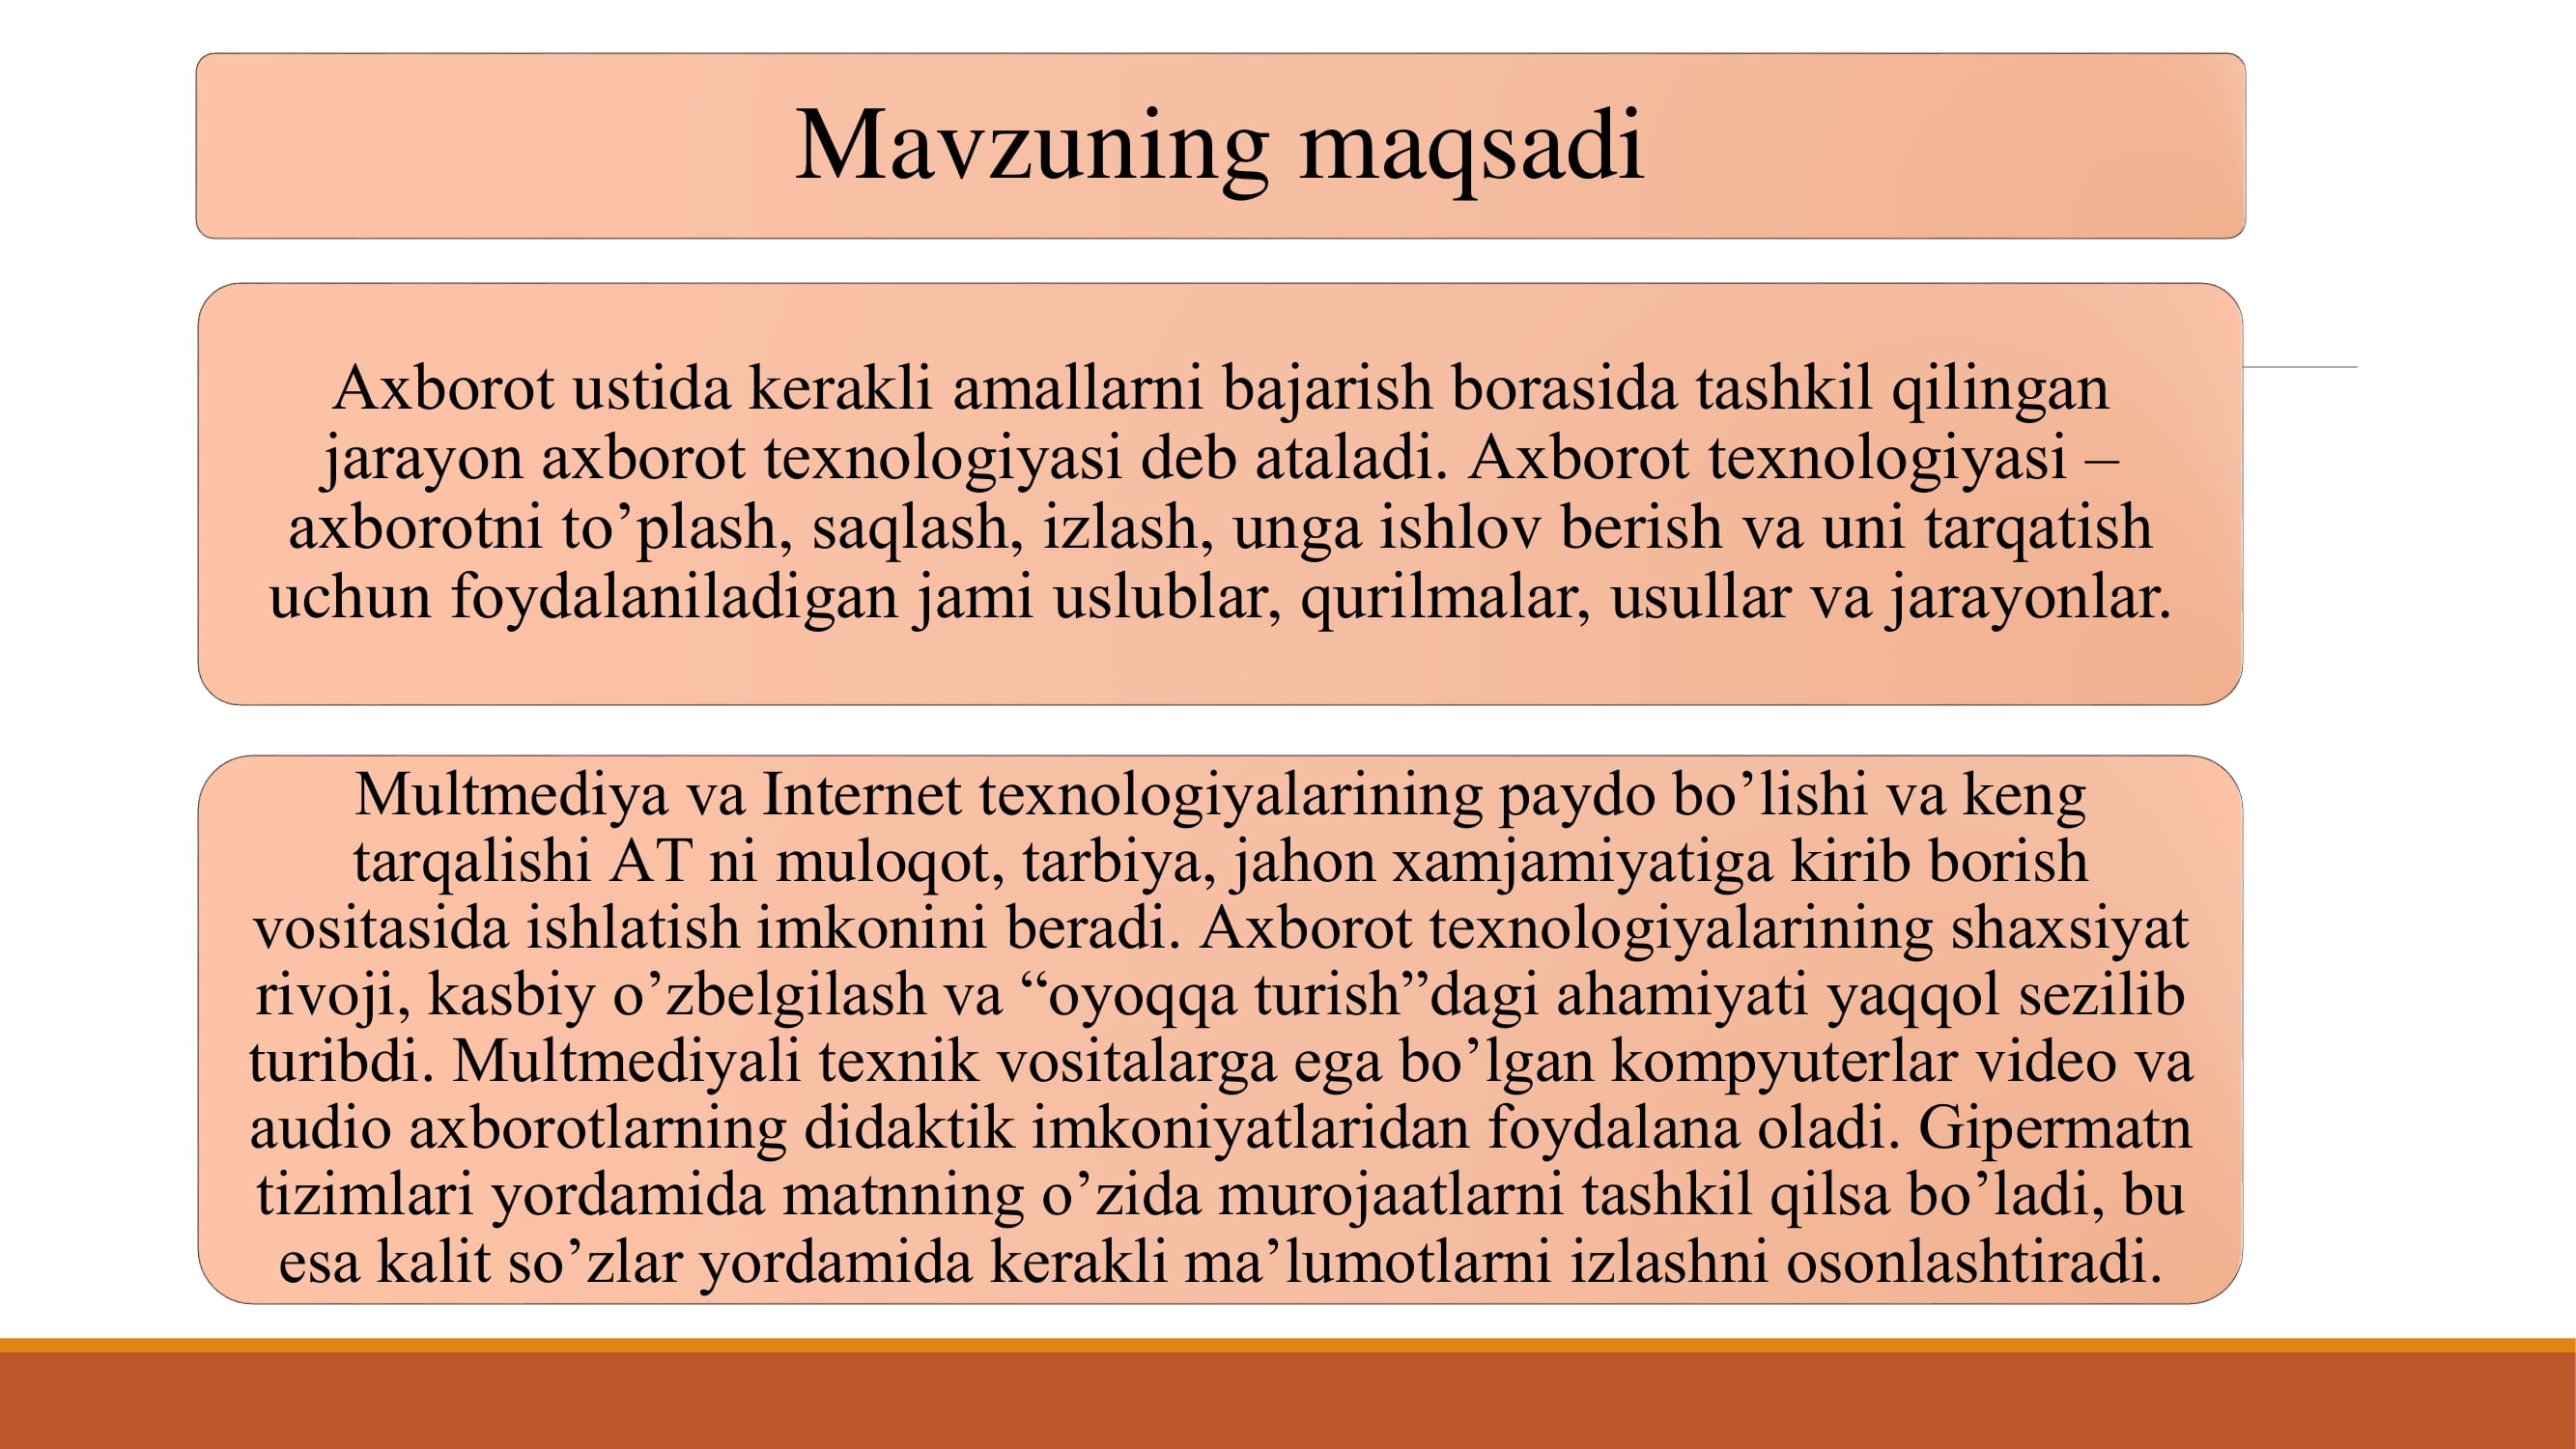 Mavzuning maqsadi
Axborot ustida kerakli amallarni bajarish borasida tashkil qilingan
jarayon axborot texnologiyasi deb ataladi. Axborot texnologiyasi –
axborotni to’plash, saqlash, izlash, unga ishlov berish va uni tarqatish
uchun foydalaniladigan jami uslublar, qurilmalar, usullar va jarayonlar.
Multmediya va Internet texnologiyalarining paydo bo’lishi va keng
tarqalishi AT ni muloqot, tarbiya, jahon xamjamiyatiga kirib borish
vositasida ishlatish imkonini beradi. Axborot texnologiyalarining shaxsiyat
rivoji, kasbiy o’zbelgilash va “oyoqqa turish”dagi ahamiyati yaqqol sezilib
turibdi. Multmediyali texnik vositalarga ega bo’lgan kompyuterlar video va
audio axborotlarning didaktik imkoniyatlaridan foydalana oladi. Gipermatn
tizimlari yordamida matnning o’zida murojaatlarni tashkil qilsa bo’ladi, bu
esa kalit so’zlar yordamida kerakli ma’lumotlarni izlashni osonlashtiradi.